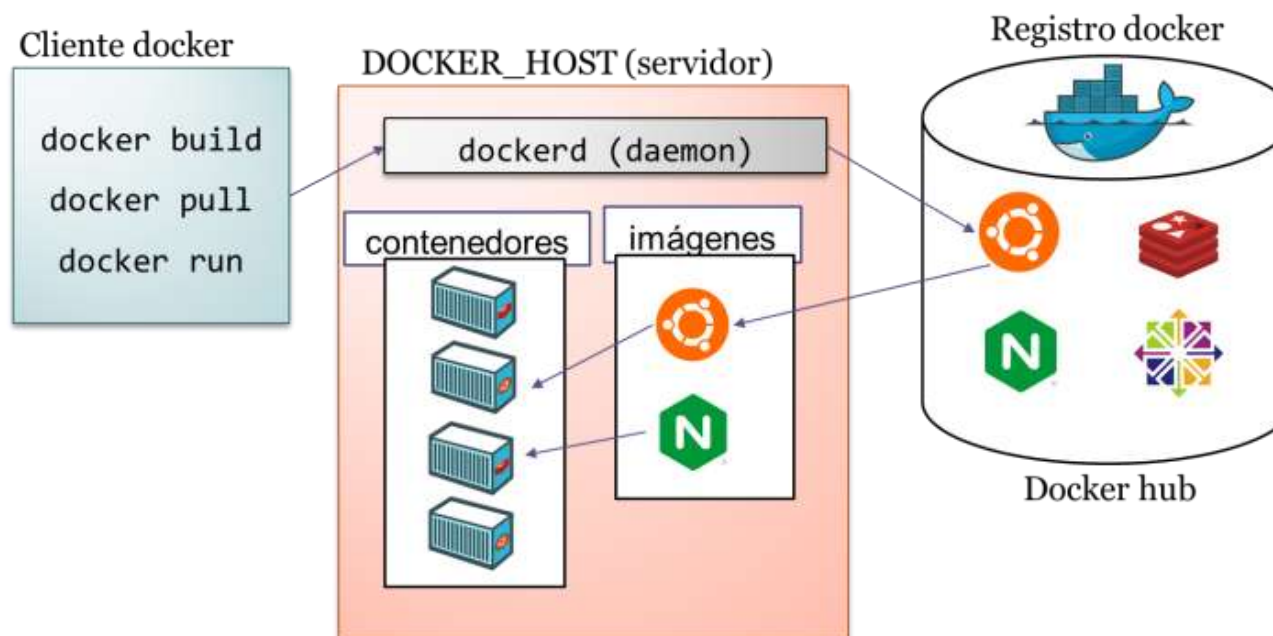 Cliente docker
docker build
docker pull
docker run
DOCKER_HOST (servidor)
dockerd (daemon)
contenedores
imágenes
Registro docker
N
N
Docker hub